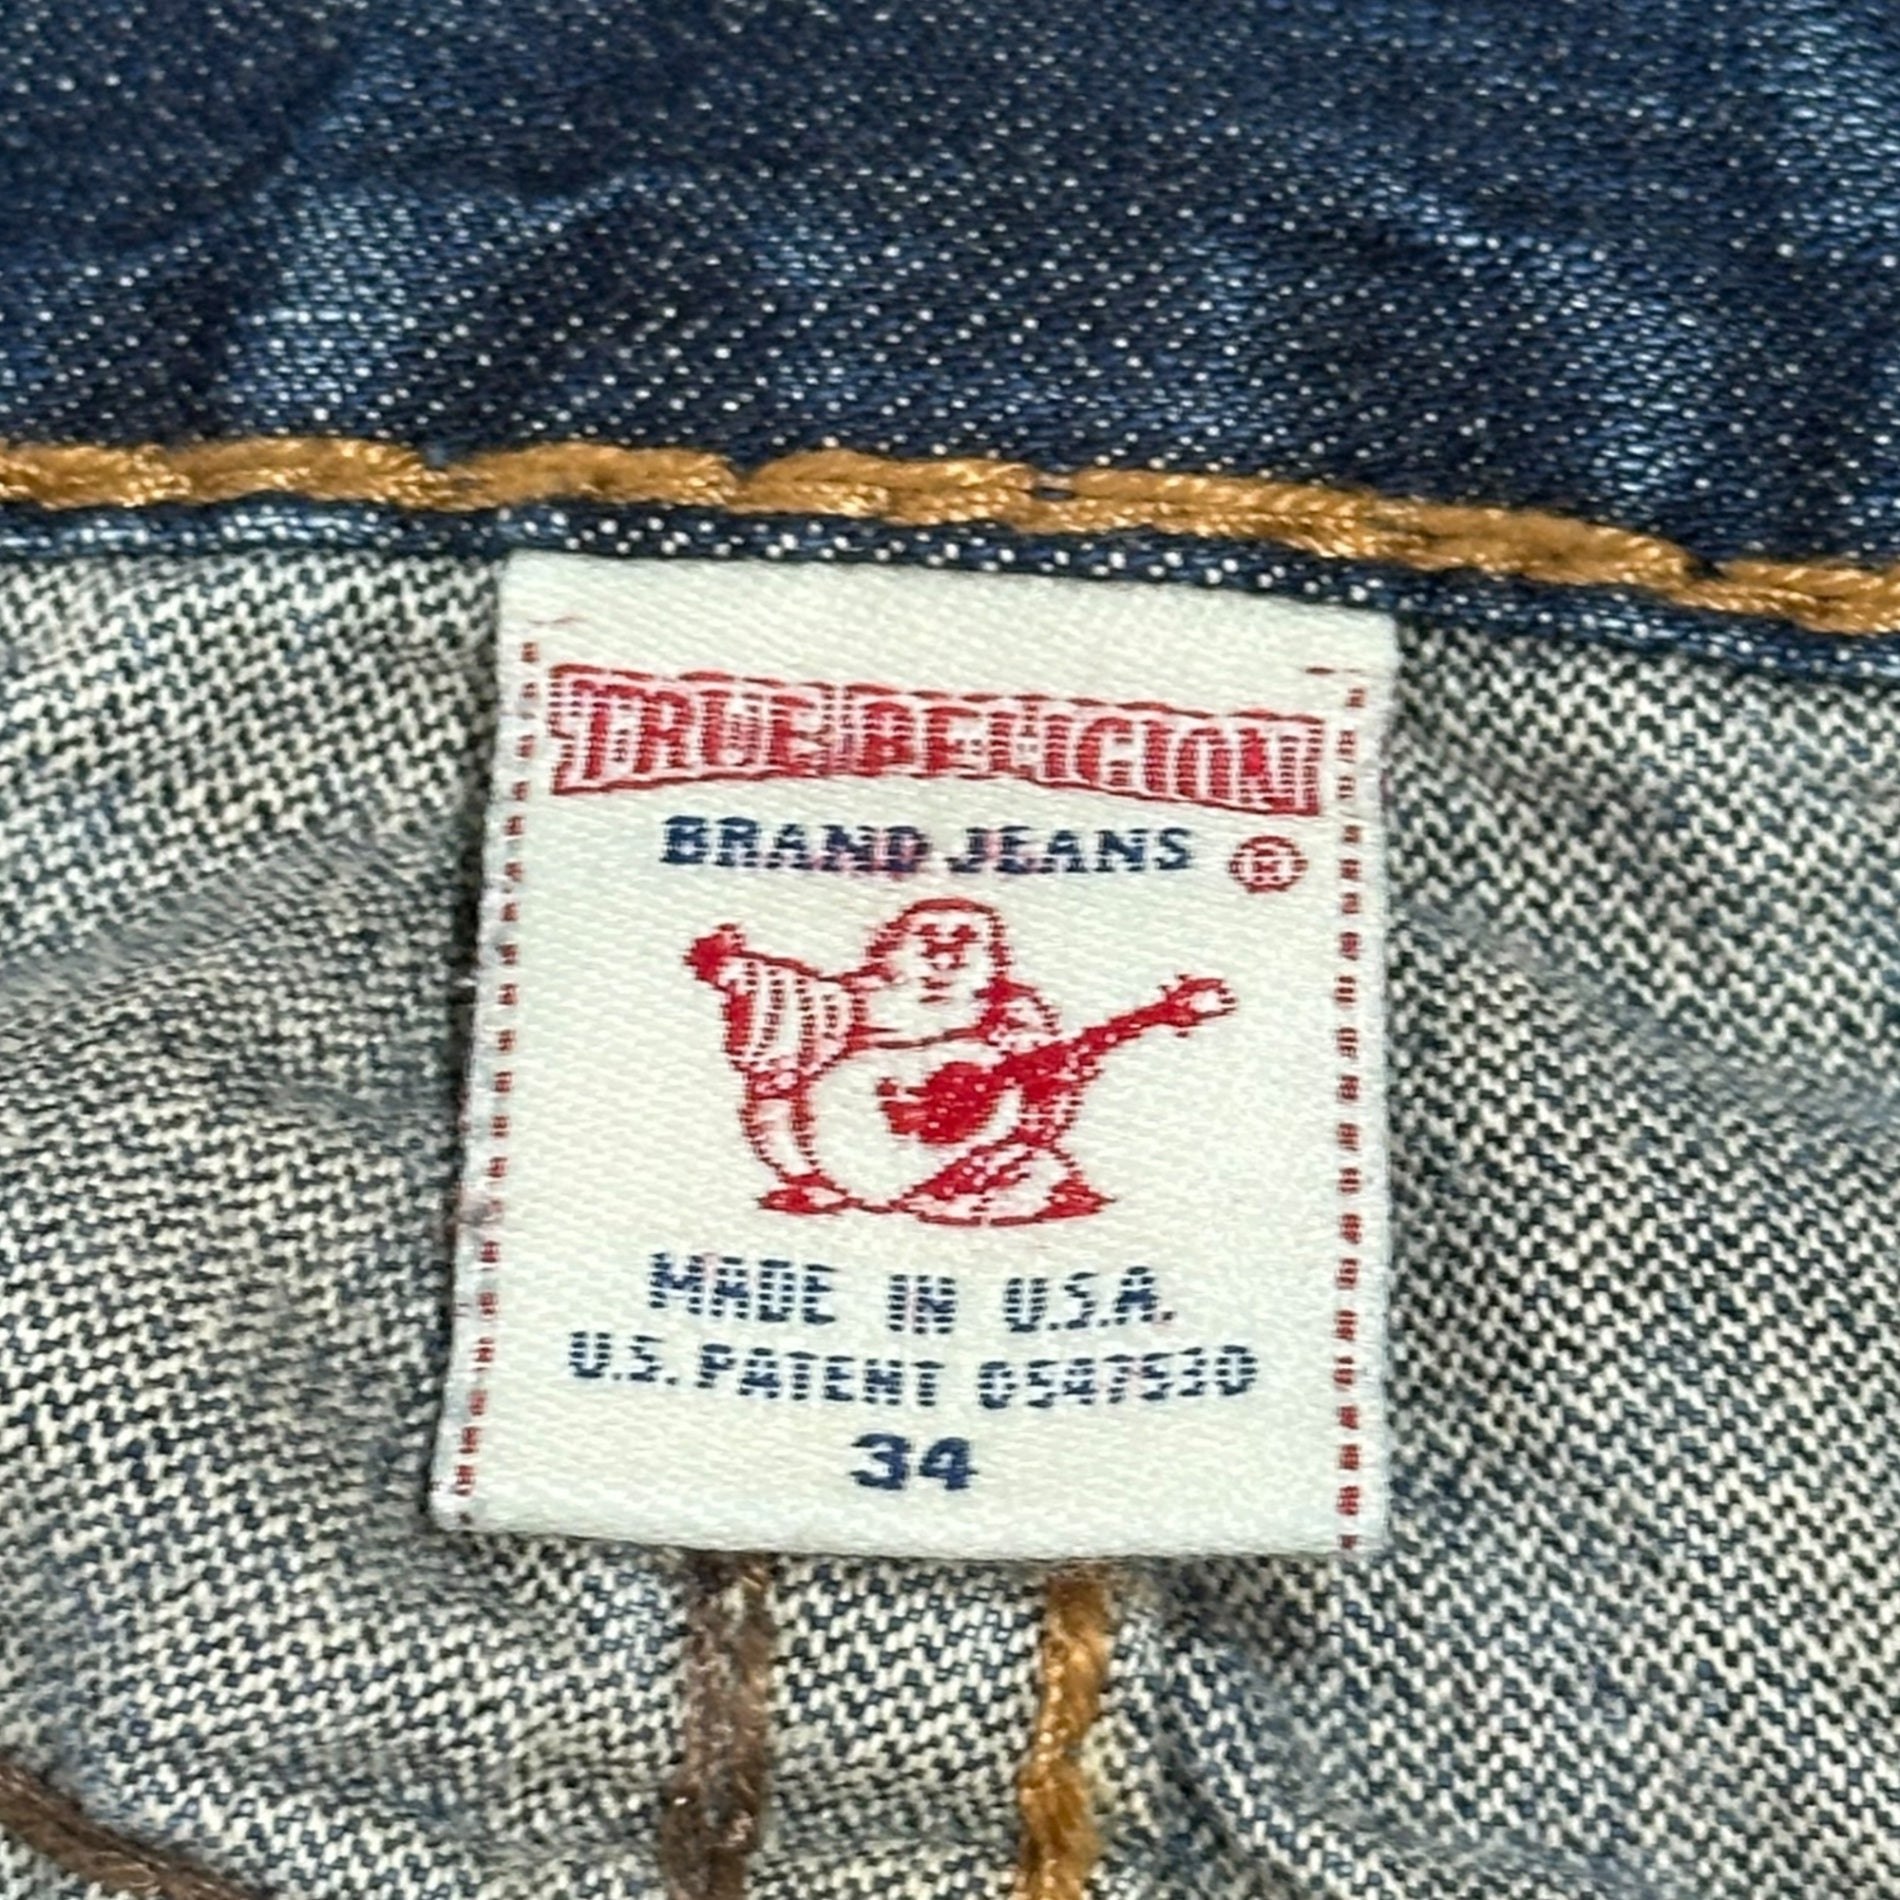 TRUE RELIGION
BRAND JEANS ®
MADE IN U.S.A.
U.S. PATENT 0547530
34